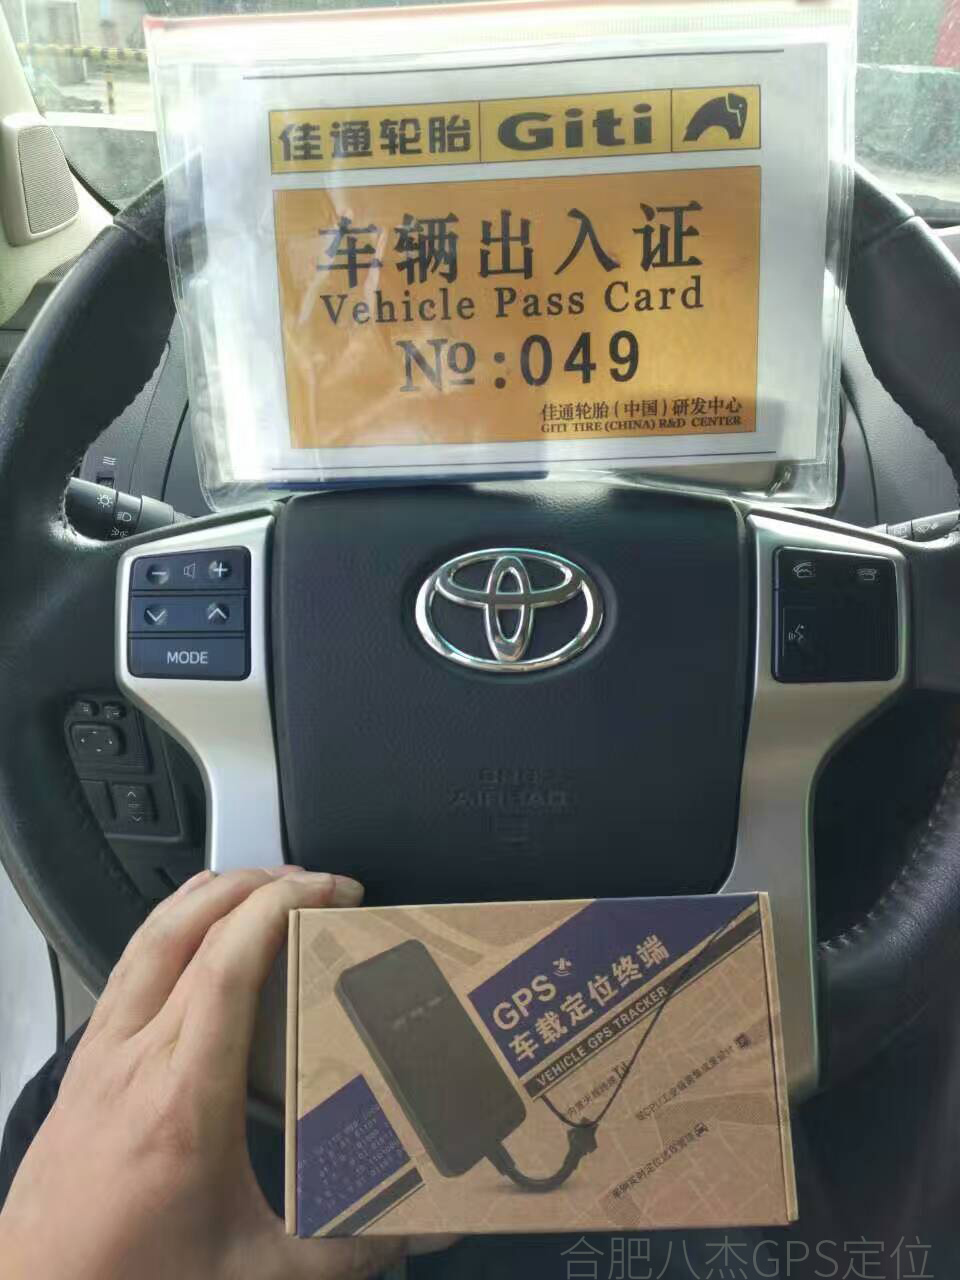 佳通轮胎 Giti
车辆出入证
Vehicle Pass Card
№:049
佳通轮胎(中国)研发中心
GITI TIRE (CHINA) R&D CENTER
MODE
AIRBAG
GPS
车载定位终端
VEHICLE GPS TRACKER
合肥八杰GPS定位